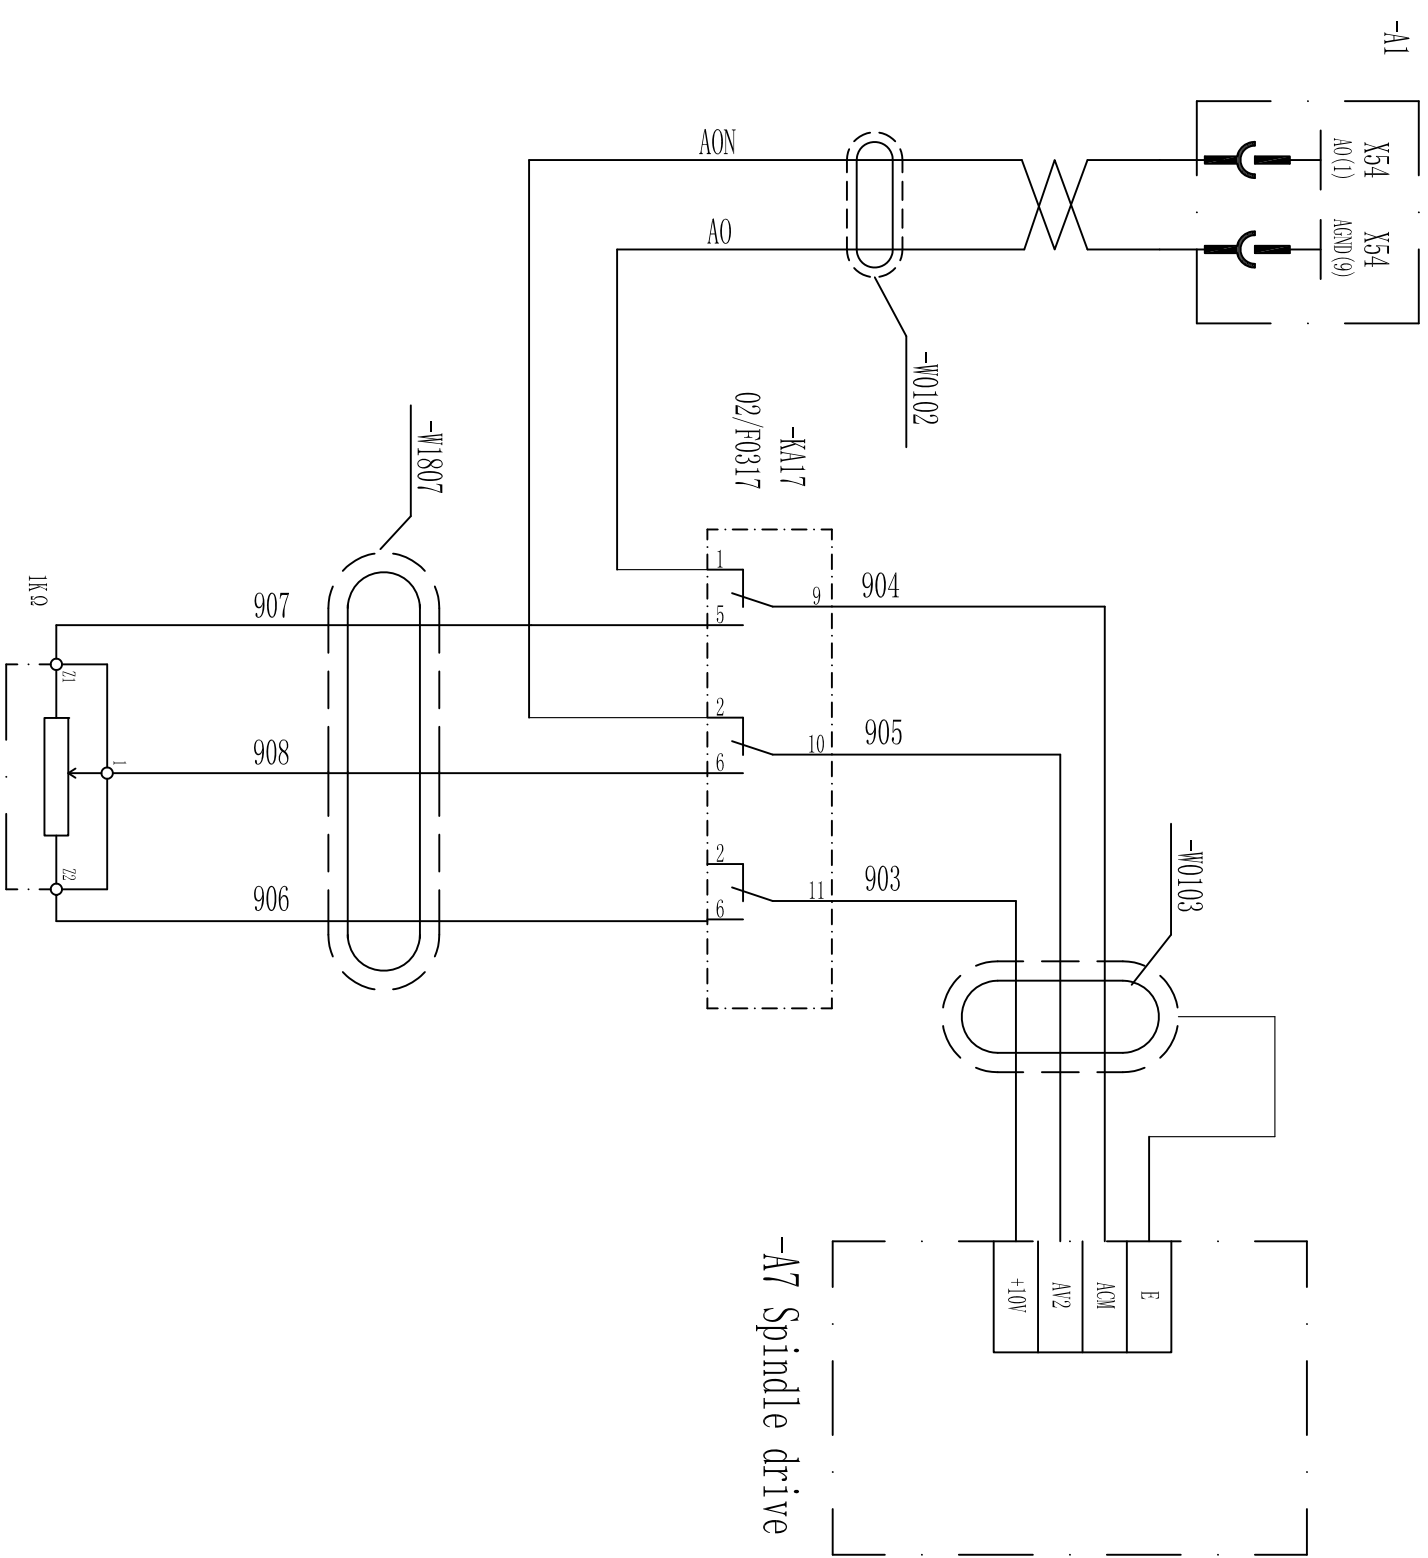 -A1
X54
AO(1)
X54
AGND(9)
AON
AO
-W0102
-KA17
02/F0317
-W1807
1
9
904
5
907
2
10
905
6
908
2
11
903
6
906
-W0103
1KΩ
Z1
1
Z2
E
ACM
AV2
+10V
-A7 Spindle drive